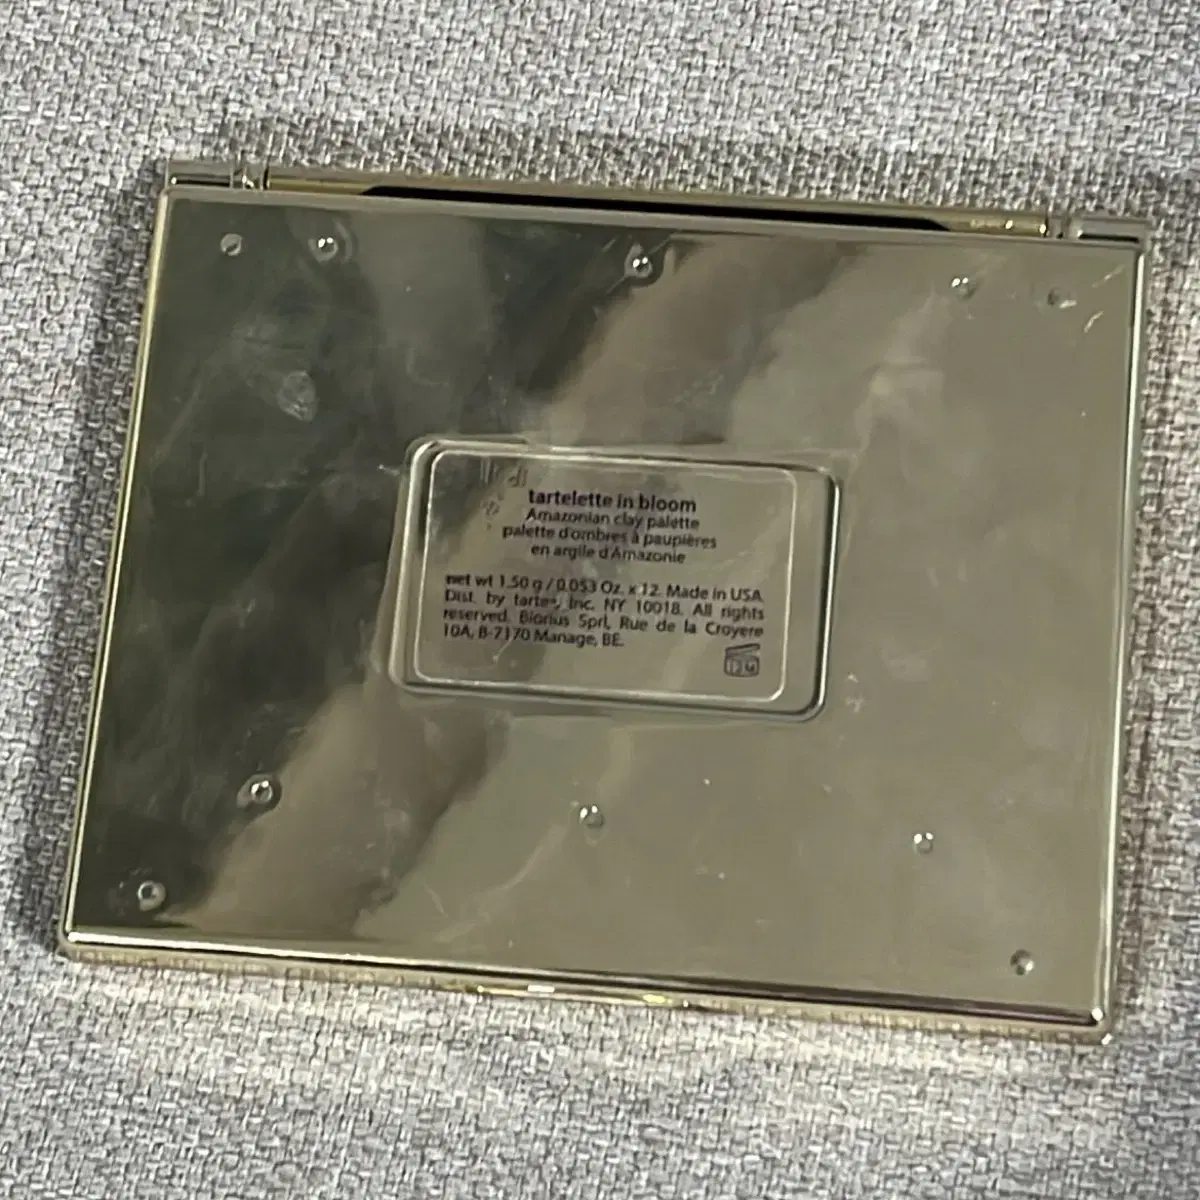 tartelette in bloom
Amazonian clay palette
palette d'ombres à paupières
en argile d'Amazonie
net wt 1.50 g / 0.053 Oz. x 12. Made in USA
Dist. by tarte, Inc. NY 10018. All rights
reserved. Biorius Sprl, Rue de la Croyere
10A, B-7170 Manage, BE.
12 M